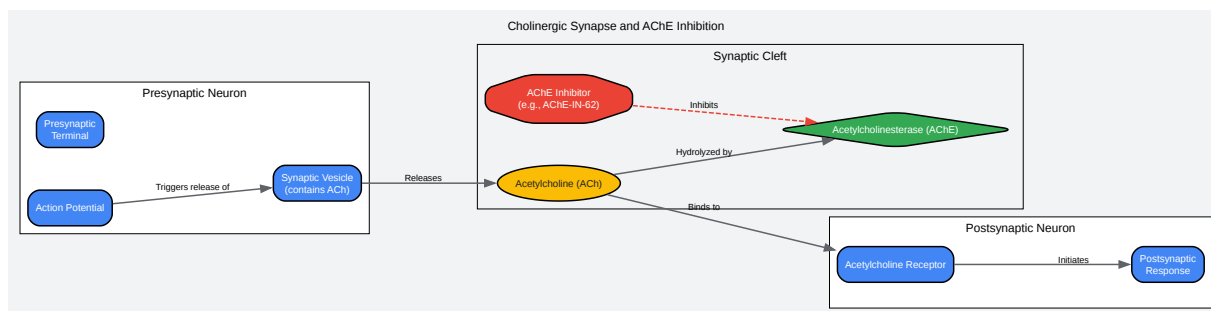 Cholinergic Synapse and AChE Inhibition
Presynaptic Neuron
Presynaptic
Terminal
Action Potential
Triggers release of
Synaptic Vesicle
(contains ACh)
Releases
Synaptic Cleft
AChE Inhibitor
(e.g., AChE-IN-62)
Inhibits
Acetylcholinesterase (AChE)
Hydrolyzed by
Acetylcholine (ACh)
Binds to
Postsynaptic Neuron
Acetylcholine Receptor
Initiates
Postsynaptic
Response